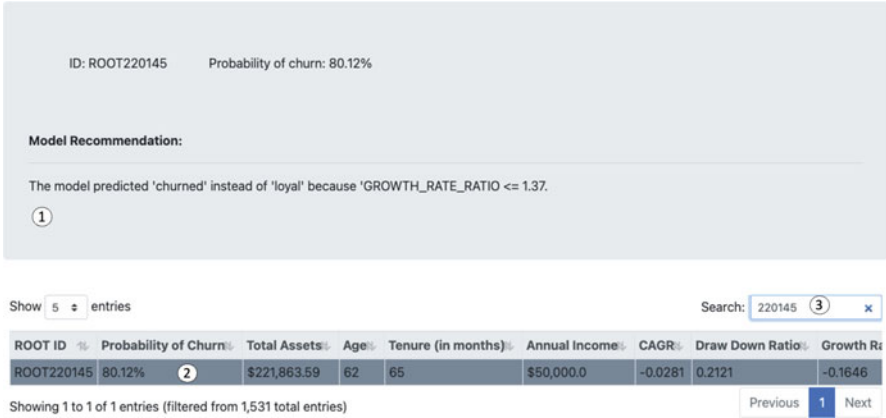 ID: ROOT220145 Probability of churn: 80.12%
Model Recommendation:
The model predicted 'churned' instead of 'loyal' because 'GROWTH_RATE_RATIO <= 1.37.
1
Show 5 entries Search: 220145 3 ×
ROOT ID Probability of Churn Total Assets Age Tenure (in months) Annual Income CAGR Draw Down Ratio Growth Ra
ROOT220145 80.12% 2 $221,863.59 62 65 $50,000.0 -0.0281 0.2121 -0.1646
Showing 1 to 1 of 1 entries (filtered from 1,531 total entries) Previous 1 Next